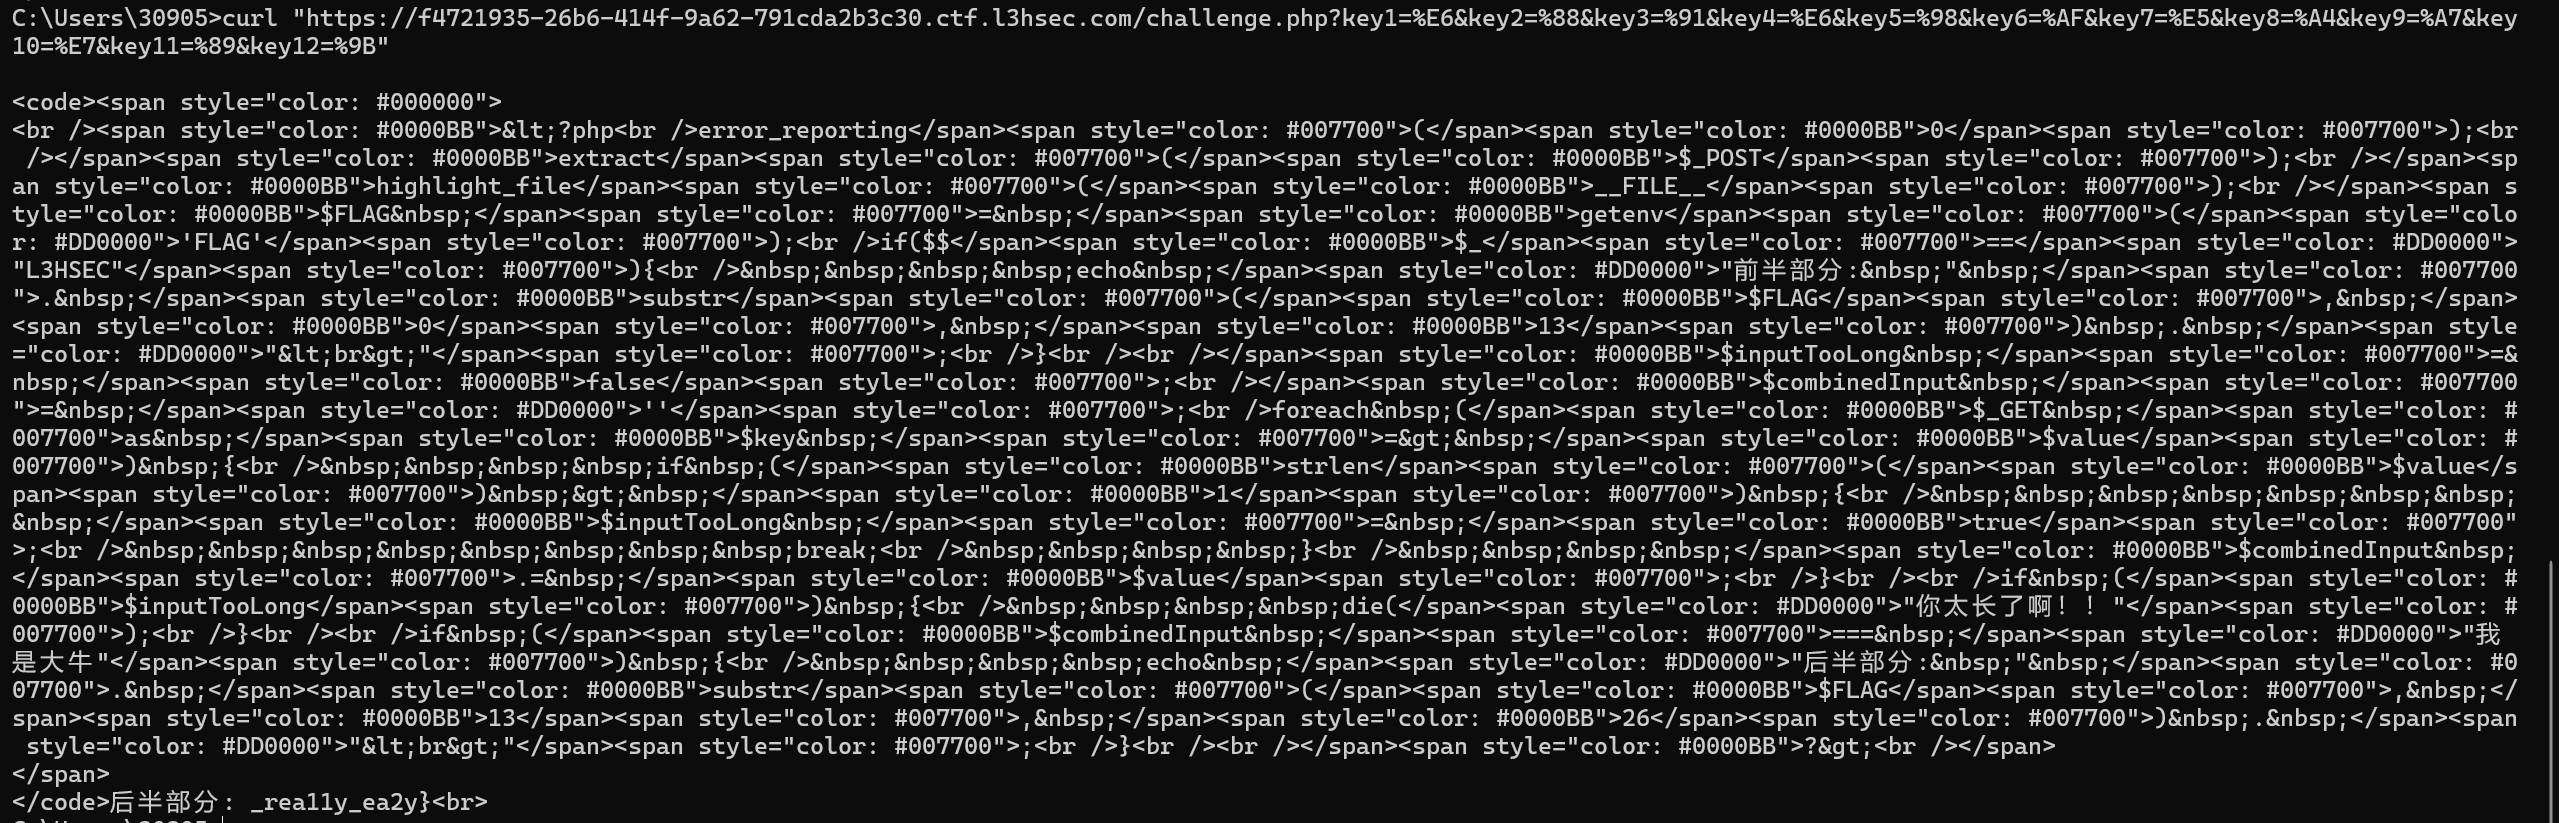 C:\Users\30905>curl "https://f4721935-26b6-414f-9a62-791cda2b3c30.ctf.l3hsec.com/challenge.php?key1=%E6&key2=%88&key3=%91&key4=%E6&key5=%98&key6=%AF&key7=%E5&key8=%A4&key9=%A7&key
10=%E7&key11=%89&key12=%9B"
<code><span style="color: #000000">
<br /><span style="color: #0000BB">&lt;?php<br />error_reporting</span><span style="color: #007700">(</span><span style="color: #0000BB">0</span><span style="color: #007700">);<br
 /></span><span style="color: #0000BB">extract</span><span style="color: #007700">(</span><span style="color: #0000BB">$_POST</span><span style="color: #007700">);<br /></span><sp
an style="color: #0000BB">highlight_file</span><span style="color: #007700">(</span><span style="color: #0000BB">__FILE__</span><span style="color: #007700">);<br /></span><span s
tyle="color: #0000BB">$FLAG&nbsp;</span><span style="color: #007700">=&nbsp;</span><span style="color: #0000BB">getenv</span><span style="color: #007700">(</span><span style="colo
r: #DD0000">'FLAG'</span><span style="color: #007700">);<br />if($$</span><span style="color: #0000BB">$_</span><span style="color: #007700">==</span><span style="color: #DD0000">
"L3HSEC"</span><span style="color: #007700">){<br />&nbsp;&nbsp;&nbsp;&nbsp;echo&nbsp;</span><span style="color: #DD0000">"前半部分:&nbsp;"&nbsp;</span><span style="color: #007700
">.&nbsp;</span><span style="color: #0000BB">substr</span><span style="color: #007700">(</span><span style="color: #0000BB">$FLAG</span><span style="color: #007700">,&nbsp;</span>
<span style="color: #0000BB">0</span><span style="color: #007700">,&nbsp;</span><span style="color: #0000BB">13</span><span style="color: #007700">)&nbsp;.&nbsp;</span><span style
="color: #DD0000">"&lt;br&gt;"</span><span style="color: #007700">;<br />}<br /><br /></span><span style="color: #0000BB">$inputTooLong&nbsp;</span><span style="color: #007700">=&
nbsp;</span><span style="color: #0000BB">false</span><span style="color: #007700">;<br /></span><span style="color: #0000BB">$combinedInput&nbsp;</span><span style="color: #007700
">=&nbsp;</span><span style="color: #DD0000">''</span><span style="color: #007700">;<br />foreach&nbsp;(</span><span style="color: #0000BB">$_GET&nbsp;</span><span style="color: #
007700">as&nbsp;</span><span style="color: #0000BB">$key&nbsp;</span><span style="color: #007700">=&gt;&nbsp;</span><span style="color: #0000BB">$value</span><span style="color: #
007700">)&nbsp;{<br />&nbsp;&nbsp;&nbsp;&nbsp;if&nbsp;(</span><span style="color: #0000BB">strlen</span><span style="color: #007700">(</span><span style="color: #0000BB">$value</s
pan><span style="color: #007700">)&nbsp;&gt;&nbsp;</span><span style="color: #0000BB">1</span><span style="color: #007700">)&nbsp;{<br />&nbsp;&nbsp;&nbsp;&nbsp;&nbsp;&nbsp;&nbsp;
&nbsp;</span><span style="color: #0000BB">$inputTooLong&nbsp;</span><span style="color: #007700">=&nbsp;</span><span style="color: #0000BB">true</span><span style="color: #007700"
>;<br />&nbsp;&nbsp;&nbsp;&nbsp;&nbsp;&nbsp;&nbsp;&nbsp;break;<br />&nbsp;&nbsp;&nbsp;&nbsp;}<br />&nbsp;&nbsp;&nbsp;&nbsp;</span><span style="color: #0000BB">$combinedInput&nbsp;
</span><span style="color: #007700">.=&nbsp;</span><span style="color: #0000BB">$value</span><span style="color: #007700">;<br />}<br /><br />if&nbsp;(</span><span style="color: #
0000BB">$inputTooLong</span><span style="color: #007700">)&nbsp;{<br />&nbsp;&nbsp;&nbsp;&nbsp;die(</span><span style="color: #DD0000">"你太长了啊！！"</span><span style="color: #
007700">);<br />}<br /><br />if&nbsp;(</span><span style="color: #0000BB">$combinedInput&nbsp;</span><span style="color: #007700">===&nbsp;</span><span style="color: #DD0000">"我
是大牛"</span><span style="color: #007700">)&nbsp;{<br />&nbsp;&nbsp;&nbsp;&nbsp;echo&nbsp;</span><span style="color: #DD0000">"后半部分:&nbsp;"&nbsp;</span><span style="color: #0
07700">.&nbsp;</span><span style="color: #0000BB">substr</span><span style="color: #007700">(</span><span style="color: #0000BB">$FLAG</span><span style="color: #007700">,&nbsp;</
span><span style="color: #0000BB">13</span><span style="color: #007700">,&nbsp;</span><span style="color: #0000BB">26</span><span style="color: #007700">)&nbsp;.&nbsp;</span><span
 style="color: #DD0000">"&lt;br&gt;"</span><span style="color: #007700">;<br />}<br /><br /></span><span style="color: #0000BB">?&gt;<br /></span>
</span>
</code>后半部分: _rea11y_ea2y}<br>